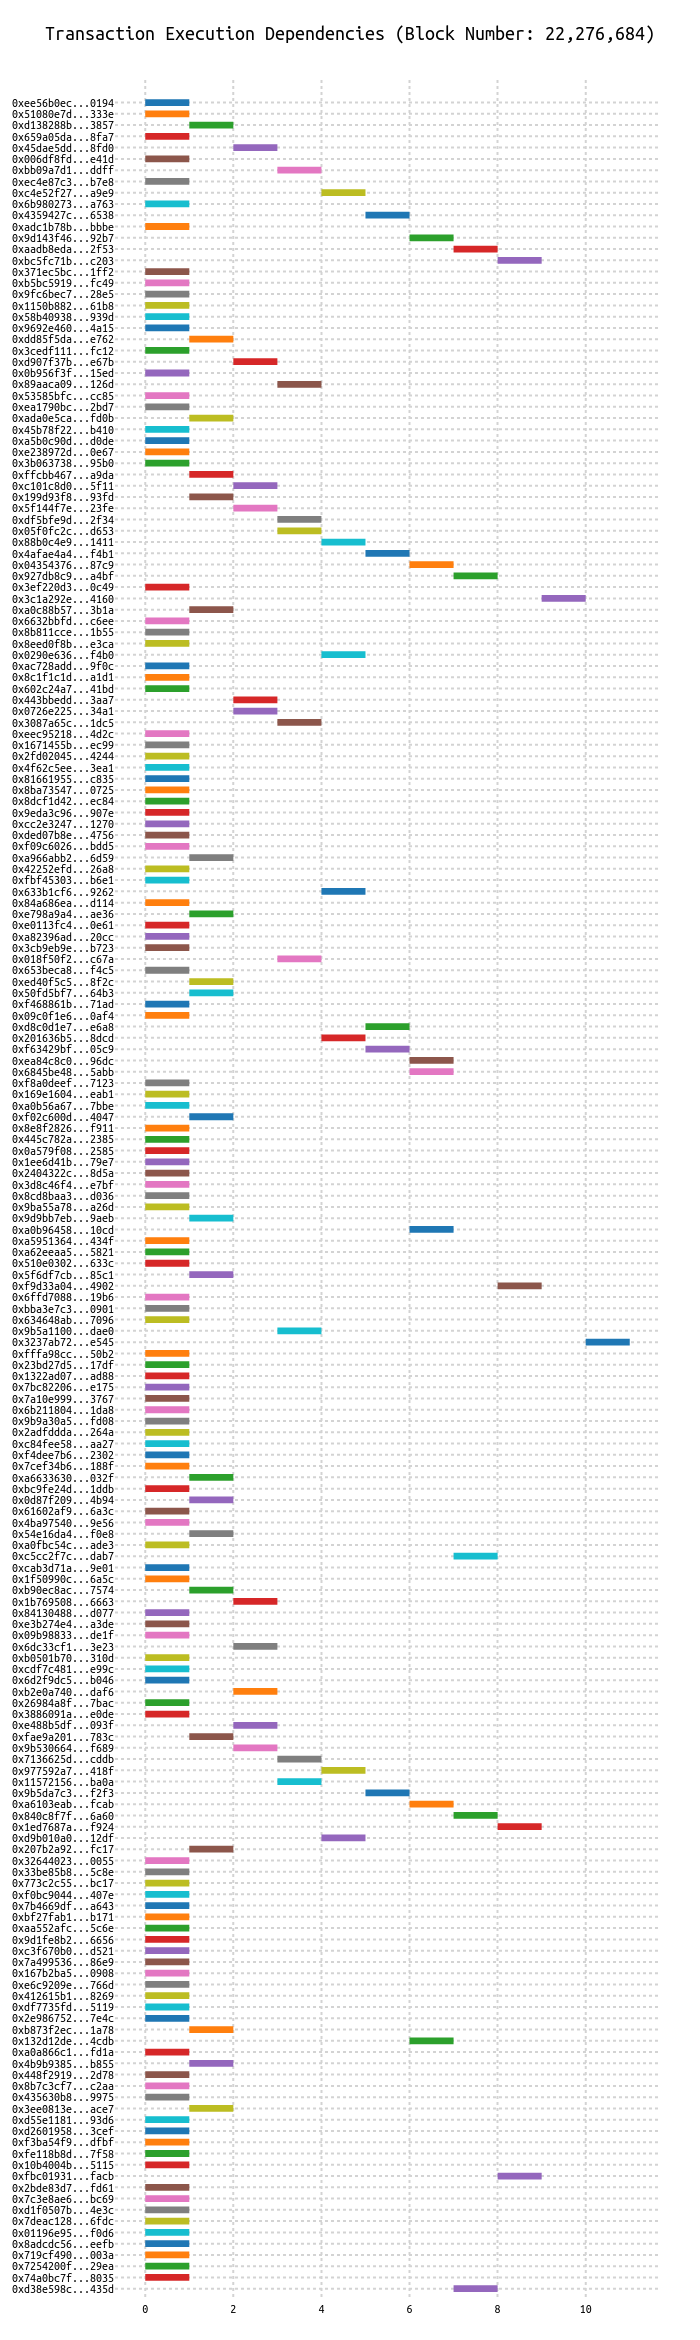 Transaction Execution Dependencies (Block Number: 22,276,684)
0xee56b0ec...0194
0x51080e7d...333e
0xd138288b...3857
0x659a05da...8fa7
0x45dae5dd...8fd0
0x006df8fd...e41d
0xbb09a7d1...ddff
0xec4e87c3...b7e8
0xc4e52f27...a9e9
0x6b980273...a763
0x4359427c...6538
0xadc1b78b...bbbe
0x9d143f46...92b7
0xaadb8eda...2f53
0xbc5fc71b...c203
0x371ec5bc...1ff2
0xb5bc5919...fc49
0x9fc6bec7...28e5
0x1150b882...61b8
0x58b40938...939d
0x9692e460...4a15
0xdd85f5da...e762
0x3cedf111...fc12
0xd907f37b...e67b
0x0b956f3f...15ed
0x89aaca09...126d
0x53585bfc...cc85
0xea1790bc...2bd7
0xada0e5ca...fd0b
0x45b78f22...b410
0xa5b0c90d...d0de
0xe238972d...0e67
0x3b063738...95b0
0xffcbb467...a9da
0xc101c8d0...5f11
0x199d93f8...93fd
0x5f144f7e...23fe
0xdf5bfe9d...2f34
0x05f0fc2c...d653
0x88b0c4e9...1411
0x4afae4a4...f4b1
0x04354376...87c9
0x927db8c9...a4bf
0x3ef220d3...0c49
0x3c1a292e...4160
0xa0c88b57...3b1a
0x6632bbfd...c6ee
0x8b811cce...1b55
0x8eed0f8b...e3ca
0x0290e636...f4b0
0xac728add...9f0c
0x8c1f1c1d...a1d1
0x602c24a7...41bd
0x443bbedd...3aa7
0x0726e225...34a1
0x3087a65c...1dc5
0xeec95218...4d2c
0x1671455b...ec99
0x2fd02045...4244
0x4f62c5ee...3ea1
0x81661955...c835
0x8ba73547...0725
0x8dcf1d42...ec84
0x9eda3c96...907e
0xcc2e3247...1270
0xded07b8e...4756
0xf09c6026...bdd5
0xa966abb2...6d59
0x42252efd...26a8
0xfbf45303...b6e1
0x633b1cf6...9262
0x84a686ea...d114
0xe798a9a4...ae36
0xe0113fc4...0e61
0xa82396ad...20cc
0x3cb9eb9e...b723
0x018f50f2...c67a
0x653beca8...f4c5
0xed40f5c5...8f2c
0x50fd5bf7...64b3
0xf468861b...71ad
0x09c0f1e6...0af4
0xd8c0d1e7...e6a8
0x201636b5...8dcd
0xf63429bf...05c9
0xea84c8c0...96dc
0x6845be48...5abb
0xf8a0deef...7123
0x169e1604...eab1
0xa0b56a67...7bbe
0xf02c600d...4047
0x8e8f2826...f911
0x445c782a...2385
0x0a579f08...2585
0x1ee6d41b...79e7
0x2404322c...8d5a
0x3d8c46f4...e7bf
0x8cd8baa3...d036
0x9ba55a78...a26d
0x9d9bb7eb...9aeb
0xa0b96458...10cd
0xa5951364...434f
0xa62eeaa5...5821
0x510e0302...633c
0x5f6df7cb...85c1
0xf9d33a04...4902
0x6ffd7088...19b6
0xbba3e7c3...0901
0x634648ab...7096
0x9b5a1100...dae0
0x3237ab72...e545
0xfffa98cc...50b2
0x23bd27d5...17df
0x1322ad07...ad88
0x7bc82206...e175
0x7a10e999...3767
0x6b211804...1da8
0x9b9a30a5...fd08
0x2adfddda...264a
0xc84fee58...aa27
0xf4dee7b6...2302
0x7cef34b6...188f
0xa6633630...032f
0xbc9fe24d...1ddb
0x0d87f209...4b94
0x61602af9...6a3c
0x4ba97540...9e56
0x54e16da4...f0e8
0xa0fbc54c...ade3
0xc5cc2f7c...dab7
0xcab3d71a...9e01
0x1f50990c...6a5c
0xb90ec8ac...7574
0x1b769508...6663
0x84130488...d077
0xe3b274e4...a3de
0x09b98833...de1f
0x6dc33cf1...3e23
0xb0501b70...310d
0xcdf7c481...e99c
0x6d2f9dc5...b046
0xb2e0a740...daf6
0x26984a8f...7bac
0x3886091a...e0de
0xe488b5df...093f
0xfae9a201...783c
0x9b530664...f689
0x7136625d...cddb
0x977592a7...418f
0x11572156...ba0a
0x9b5da7c3...f2f3
0xa6103eab...fcab
0x840c8f7f...6a60
0x1ed7687a...f924
0xd9b010a0...12df
0x207b2a92...fc17
0x32644023...0055
0x33be85b8...5c8e
0x773c2c55...bc17
0xf0bc9044...407e
0x7b4669df...a643
0xbf27fab1...b171
0xaa552afc...5c6e
0x9d1fe8b2...6656
0xc3f670b0...d521
0x7a499536...86e9
0x167b2ba5...0908
0xe6c9209e...766d
0x412615b1...8269
0xdf7735fd...5119
0x2e986752...7e4c
0xb873f2ec...1a78
0x132d12de...4cdb
0xa0a866c1...fd1a
0x4b9b9385...b855
0x448f2919...2d78
0x8b7c3cf7...c2aa
0x435630b8...9975
0x3ee0813e...ace7
0xd55e1181...93d6
0xd2601958...3cef
0xf3ba54f9...dfbf
0xfe118b8d...7f58
0x10b4004b...5115
0xfbc01931...facb
0x2bde83d7...fd61
0x7c3e8ae6...bc69
0xd1f0507b...4e3c
0x7deac128...6fdc
0x01196e95...f0d6
0x8adcdc56...eefb
0x719cf490...003a
0x7254200f...29ea
0x74a0bc7f...8035
0xd38e598c...435d
0 2 4 6 8 10